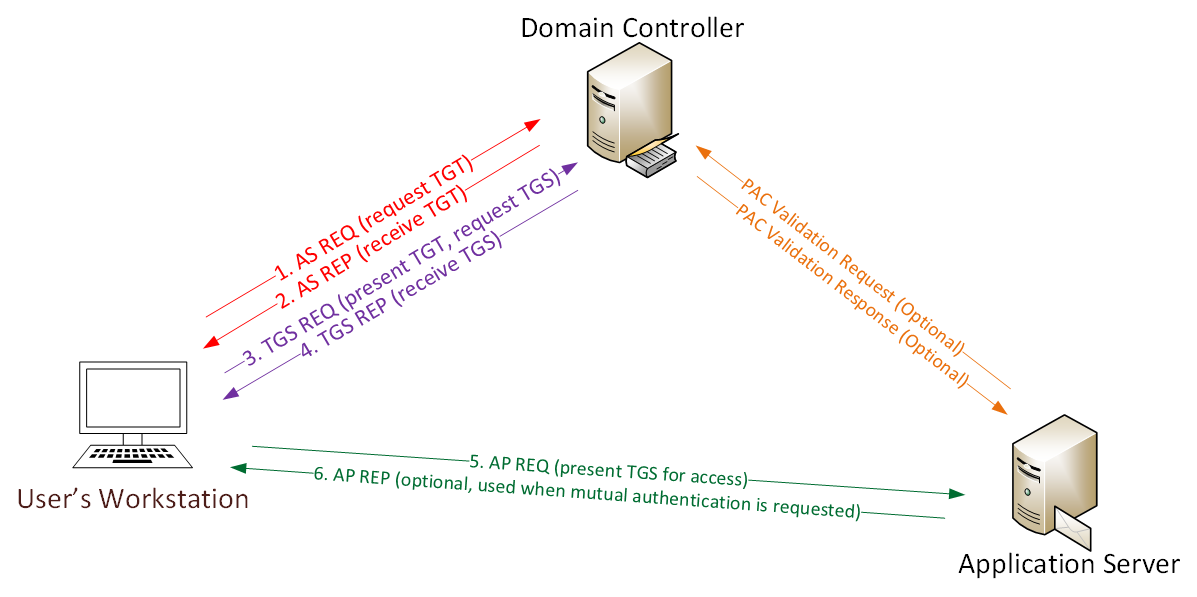 Domain Controller
1. AS REQ (request TGT)
2. AS REP (receive TGT)
3. TGS REQ (present TGT, request TGS)
4. TGS REP (receive TGS)
PAC Validation Request (Optional)
PAC Validation Response (Optional)
5. AP REQ (present TGS for access)
6. AP REP (optional, used when mutual authentication is requested)
User’s Workstation
Application Server